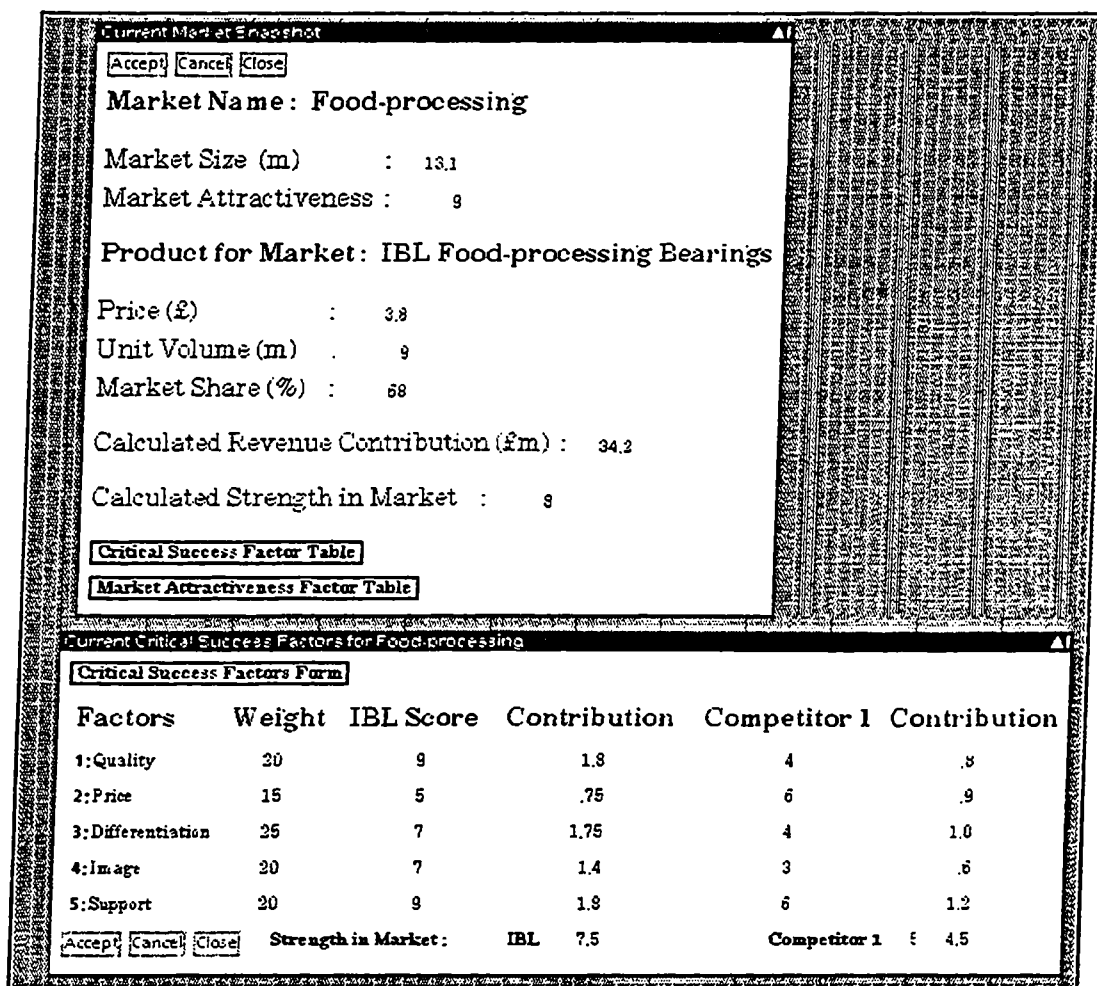 Current Market Snapshot
Accept Cancel Close
Market Name: Food-processing
Market Size (m) : 13.1
Market Attractiveness : 9
Product for Market: IBL Food-processing Bearings
Price (£) : 3.8
Unit Volume (m) . 9
Market Share (%) : 68
Calculated Revenue Contribution (£m) : 34.2
Calculated Strength in Market : 8
Critical Success Factor Table
Market Attractiveness Factor Table
Current Critical Success Factors for Food-processing
Critical Success Factors Form
Factors Weight IBL Score Contribution Competitor 1 Contribution
1:Quality 20 9 1.8 4 .8
2:Price 15 5 .75 6 .9
3:Differentiation 25 7 1.75 4 1.0
4:Image 20 7 1.4 3 .6
5:Support 20 9 1.8 6 1.2
Accept Cancel Close Strength in Market : IBL 7.5 Competitor 1 : 4.5